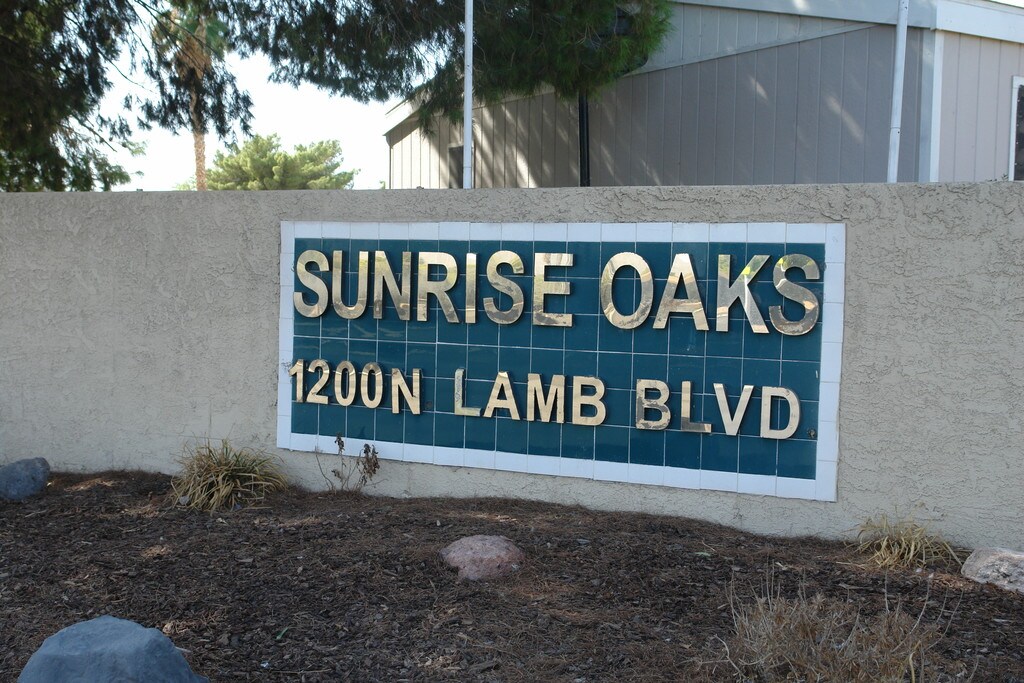 SUNRISE OAKS
1200N LAMB BLVD